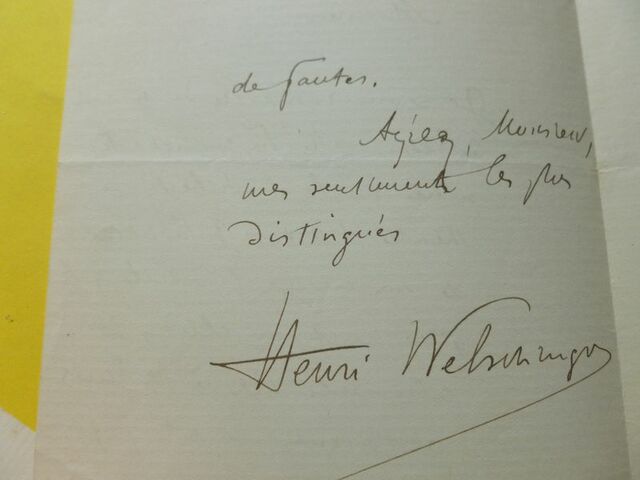 de fautes.
Agréez, Monsieur,
mes sentiments les plus
distingués
Henri Welschinger